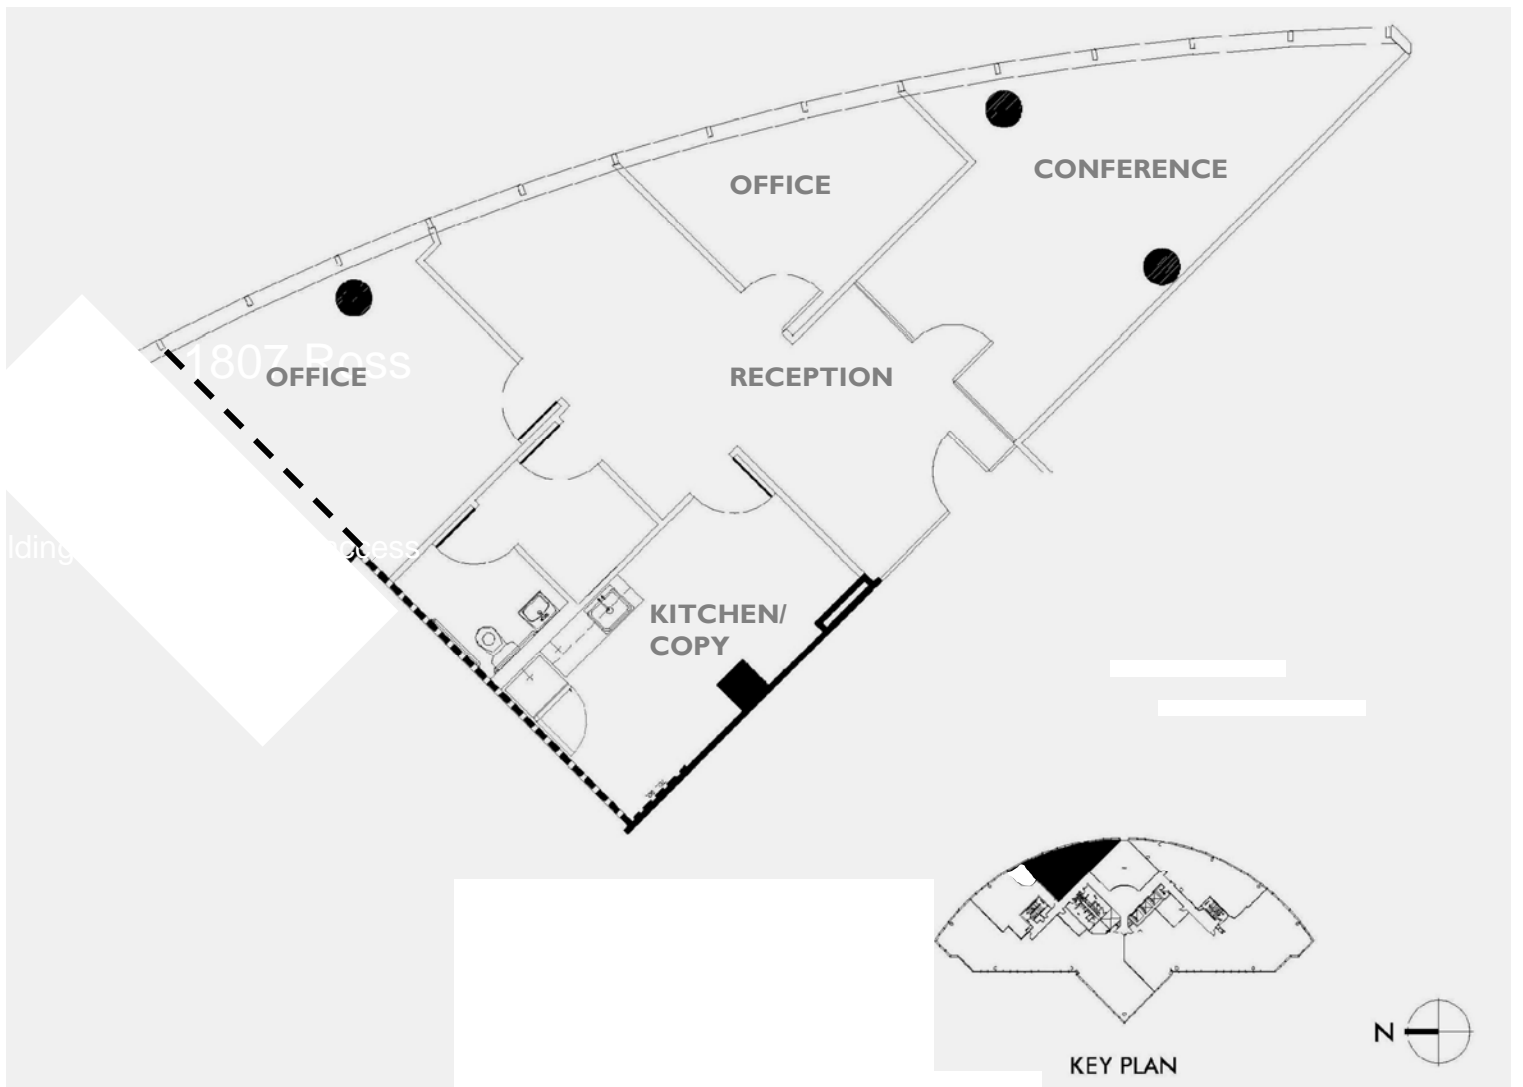 OFFICE
CONFERENCE
1807 Ross
OFFICE
RECEPTION
KITCHEN/
COPY
N
KEY PLAN